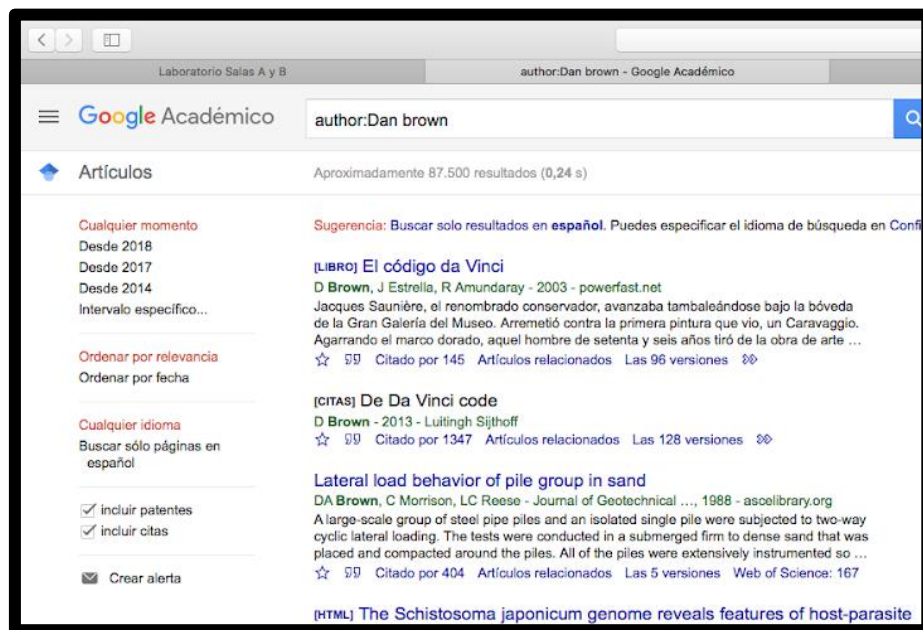 Laboratorio Salas A y B
author:Dan brown - Google Académico
Google Académico
author:Dan brown
Artículos
Aproximadamente 87.500 resultados (0,24 s)
Cualquier momento
Desde 2018
Desde 2017
Desde 2014
Intervalo específico...
Ordenar por relevancia
Ordenar por fecha
Cualquier idioma
Buscar sólo páginas en
español
incluir patentes
incluir citas
Crear alerta
Sugerencia: Buscar solo resultados en español. Puedes especificar el idioma de búsqueda en Confi
[LIBRO] El código da Vinci
D Brown, J Estrella, R Amundaray - 2003 - powerfast.net
Jacques Saunière, el renombrado conservador, avanzaba tambaleándose bajo la bóveda
de la Gran Galería del Museo. Arremetió contra la primera pintura que vio, un Caravaggio.
Agarrando el marco dorado, aquel hombre de setenta y seis años tiró de la obra de arte ...
Citado por 145 Artículos relacionados Las 96 versiones
[CITAS] De Da Vinci code
D Brown - 2013 - Luitingh Sijthoff
Citado por 1347 Artículos relacionados Las 128 versiones
Lateral load behavior of pile group in sand
DA Brown, C Morrison, LC Reese - Journal of Geotechnical ..., 1988 - ascelibrary.org
A large-scale group of steel pipe piles and an isolated single pile were subjected to two-way
cyclic lateral loading. The tests were conducted in a submerged firm to dense sand that was
placed and compacted around the piles. All of the piles were extensively instrumented so ...
Citado por 404 Artículos relacionados Las 5 versiones Web of Science: 167
[HTML] The Schistosoma japonicum genome reveals features of host-parasite